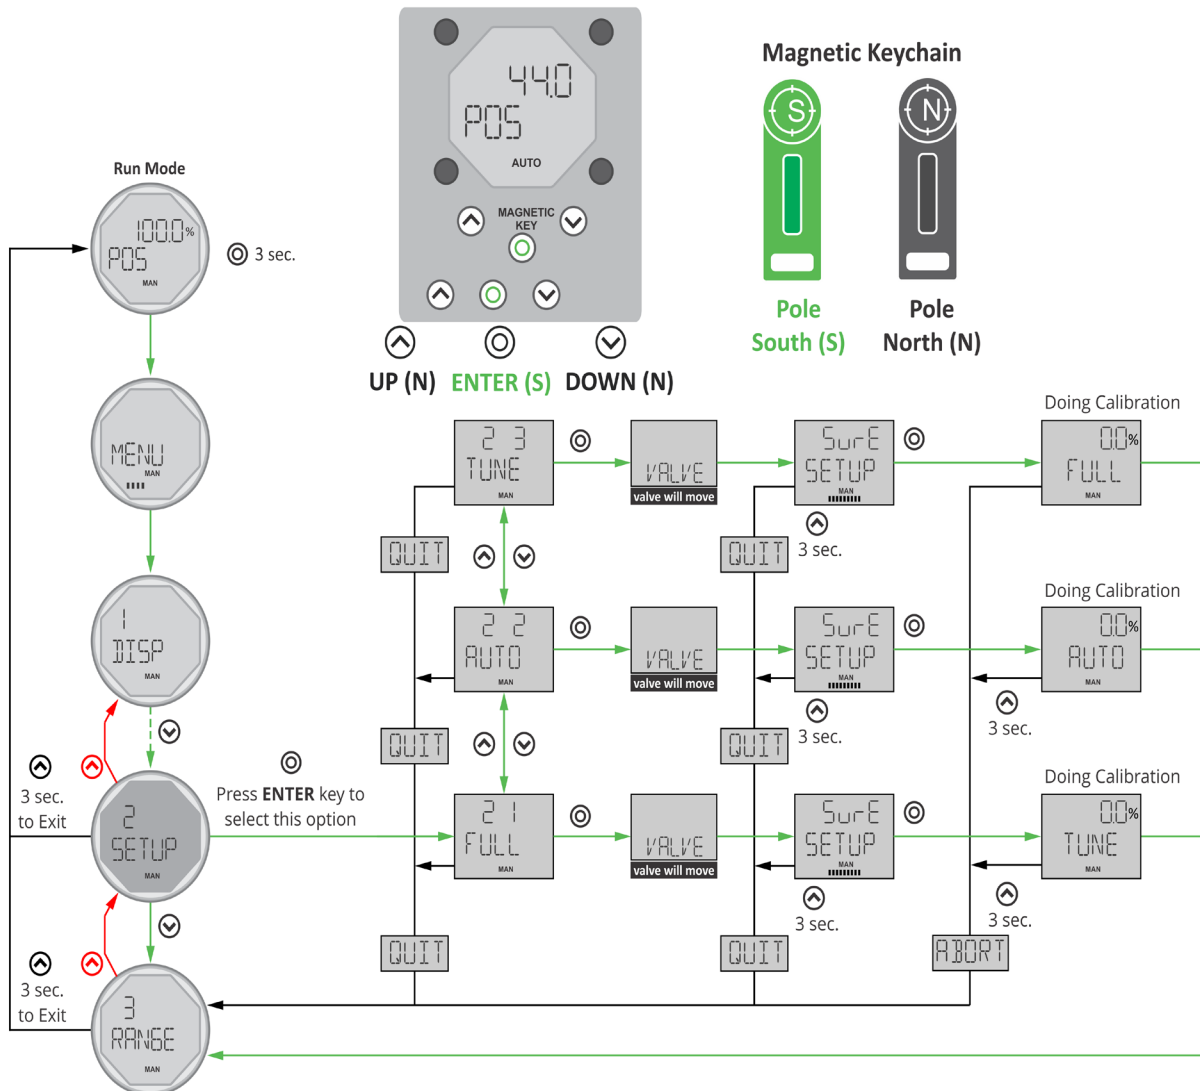 44.0
POS
AUTO
MAGNETIC
KEY
UP (N)
ENTER (S)
DOWN (N)
Magnetic Keychain
S
N
Pole
South (S)
Pole
North (N)
Run Mode
100.0%
POS
MAN
3 sec.
MENU
MAN
1
DISP
MAN
3 sec.
to Exit
2
SETUP
MAN
Press ENTER key to
select this option
3 sec.
to Exit
3
RANGE
MAN
2 3
TUNE
MAN
VALVE
valve will move
SurE
SETUP
MAN
3 sec.
Doing Calibration
0.0%
FULL
MAN
QUIT
QUIT
2 2
AUTO
MAN
VALVE
valve will move
SurE
SETUP
MAN
3 sec.
Doing Calibration
0.0%
AUTO
MAN
3 sec.
QUIT
QUIT
2 1
FULL
MAN
VALVE
valve will move
SurE
SETUP
MAN
3 sec.
Doing Calibration
0.0%
TUNE
MAN
3 sec.
QUIT
QUIT
ABORT